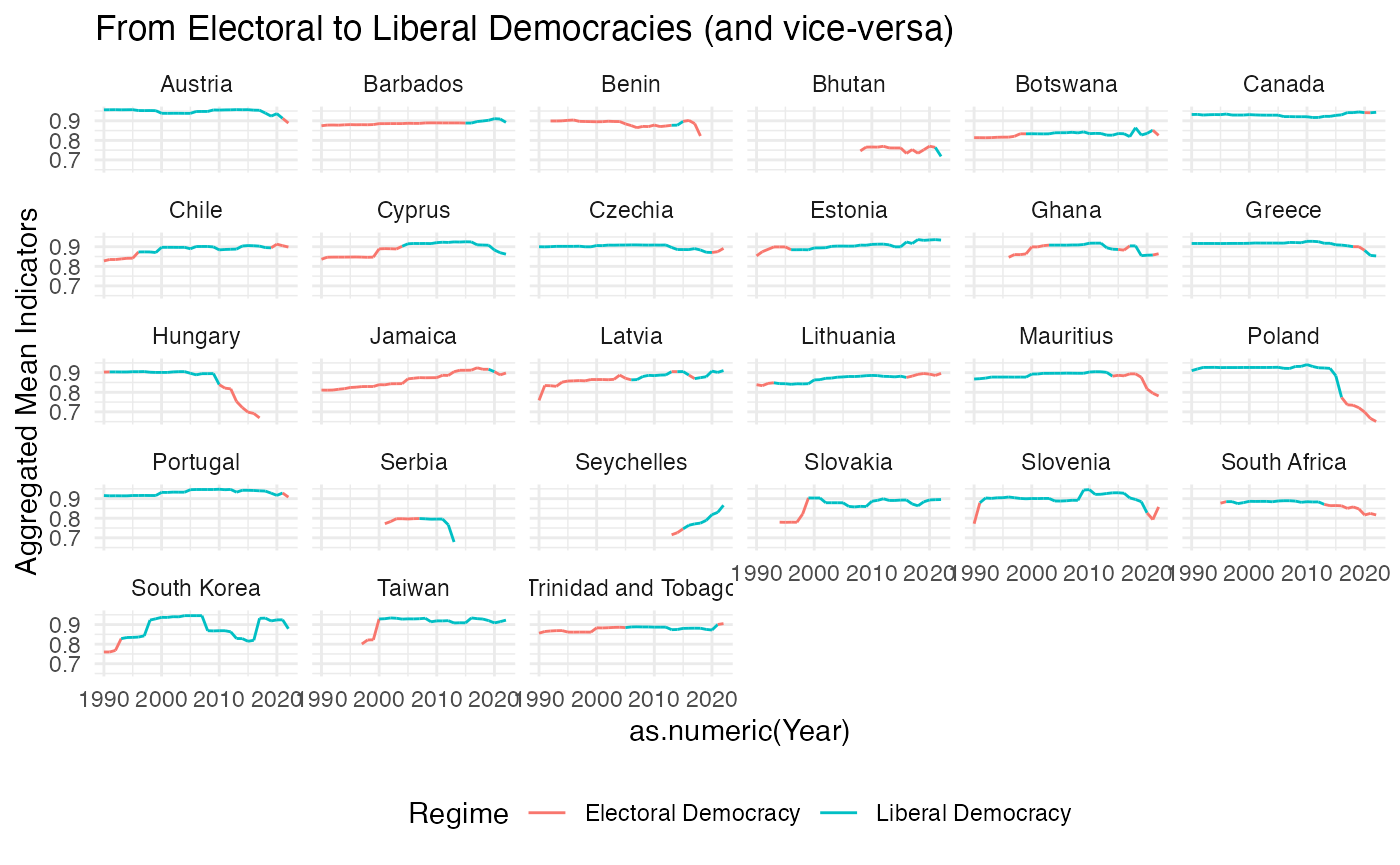 From Electoral to Liberal Democracies (and vice-versa)
Austria Barbados Benin Bhutan Botswana Canada
0.9
0.8
0.7
Chile Cyprus Czechia Estonia Ghana Greece
0.9
0.8
0.7
Hungary Jamaica Latvia Lithuania Mauritius Poland
0.9
0.8
0.7
Portugal Serbia Seychelles Slovakia Slovenia South Africa
0.9
0.8
0.7
1990 2000 2010 2020 1990 2000 2010 2020 1990 2000 2010 2020
South Korea Taiwan Trinidad and Tobago
0.9
0.8
0.7
1990 2000 2010 2020 1990 2000 2010 2020 1990 2000 2010 2020
Aggregated Mean Indicators
as.numeric(Year)
Regime Electoral Democracy Liberal Democracy